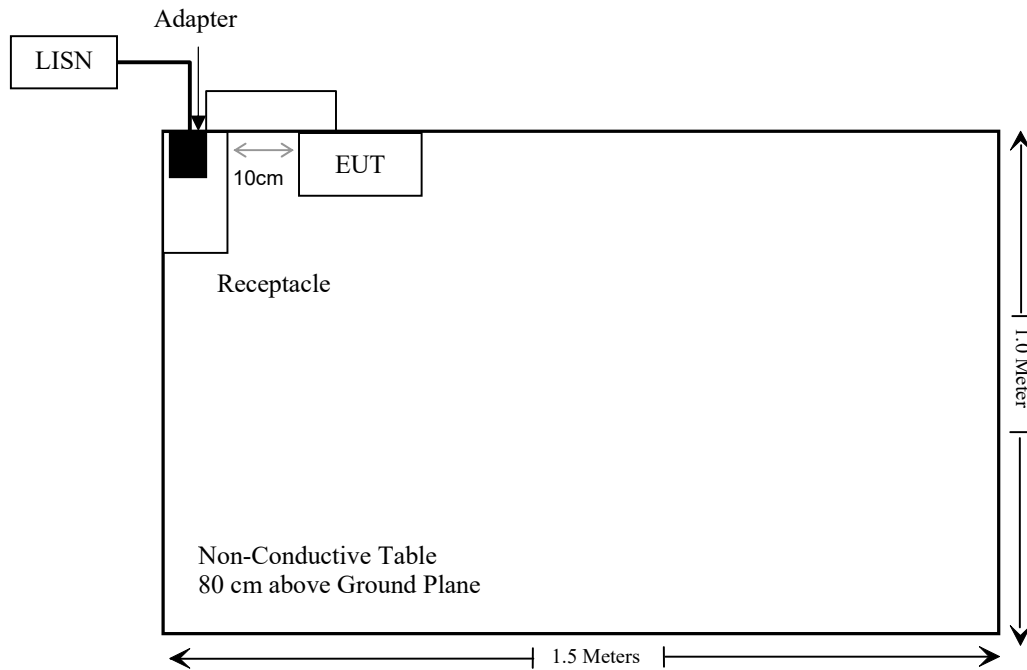 Adapter
LISN
EUT
10cm
Receptacle
1.0 Meter
Non-Conductive Table
80 cm above Ground Plane
1.5 Meters